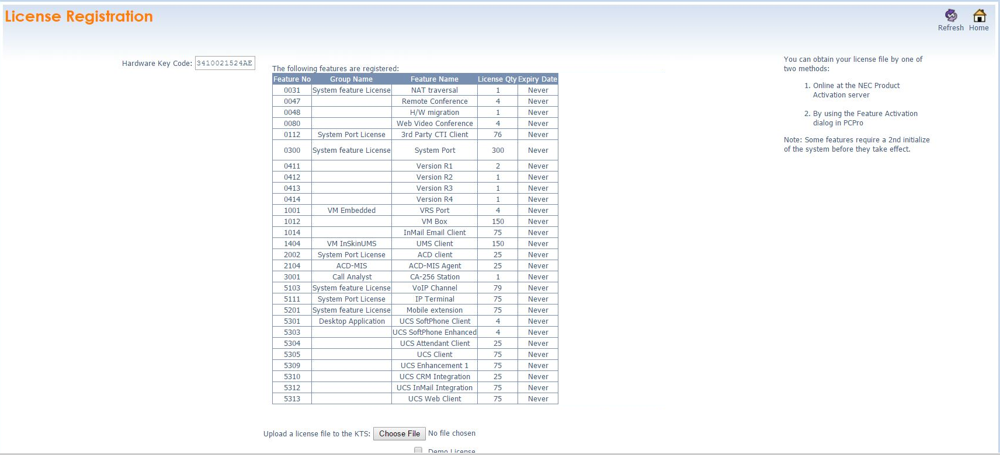 License Registration
Refresh Home
Hardware Key Code: 3410021524AE
The following features are registered:
Feature No Group Name Feature Name License Qty Expiry Date
0031 System feature License NAT traversal 1 Never
0047 Remote Conference 4 Never
0048 H/W migration 1 Never
0080 Web Video Conference 4 Never
0112 System Port License 3rd Party CTI Client 76 Never
0300 System feature License System Port 300 Never
0411 Version R1 2 Never
0412 Version R2 1 Never
0413 Version R3 1 Never
0414 Version R4 1 Never
1001 VM Embedded VRS Port 4 Never
1012 VM Box 150 Never
1014 InMail Email Client 75 Never
1404 VM InSkinUMS UMS Client 150 Never
2002 System Port License ACD client 25 Never
2104 ACD-MIS ACD-MIS Agent 25 Never
3001 Call Analyst CA-256 Station 1 Never
5103 System feature License VoIP Channel 79 Never
5111 System Port License IP Terminal 75 Never
5201 System feature License Mobile extension 75 Never
5301 Desktop Application UCS SoftPhone Client 4 Never
5303 UCS SoftPhone Enhanced 4 Never
5304 UCS Attendant Client 25 Never
5305 UCS Client 75 Never
5309 UCS Enhancement 1 75 Never
5310 UCS CRM Integration 25 Never
5312 UCS InMail Integration 75 Never
5313 UCS Web Client 75 Never
Upload a license file to the KTS: Choose File No file chosen
Demo License
You can obtain your license file by one of
two methods:
1. Online at the NEC Product
Activation server
2. By using the Feature Activation
dialog in PCPro
Note: Some features require a 2nd initialize
of the system before they take effect.